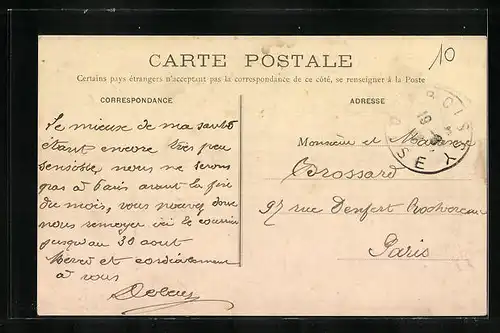 10
CARTE POSTALE
Certains pays étrangers n'acceptent pas la correspondance de ce côté, se renseigner à la Poste
CORRESPONDANCE
ADRESSE
Le mieux de ma santé
étant encore très peu
sensible, nous ne serons
pas à Paris avant la fin
du mois, vous pouvez donc
nous renvoyer ici le courrier
jusqu'au 30 aout
Merci et cordialement
à vous
Monsieur et Madame
Brossard
97 rue Denfert Rochereau
Paris